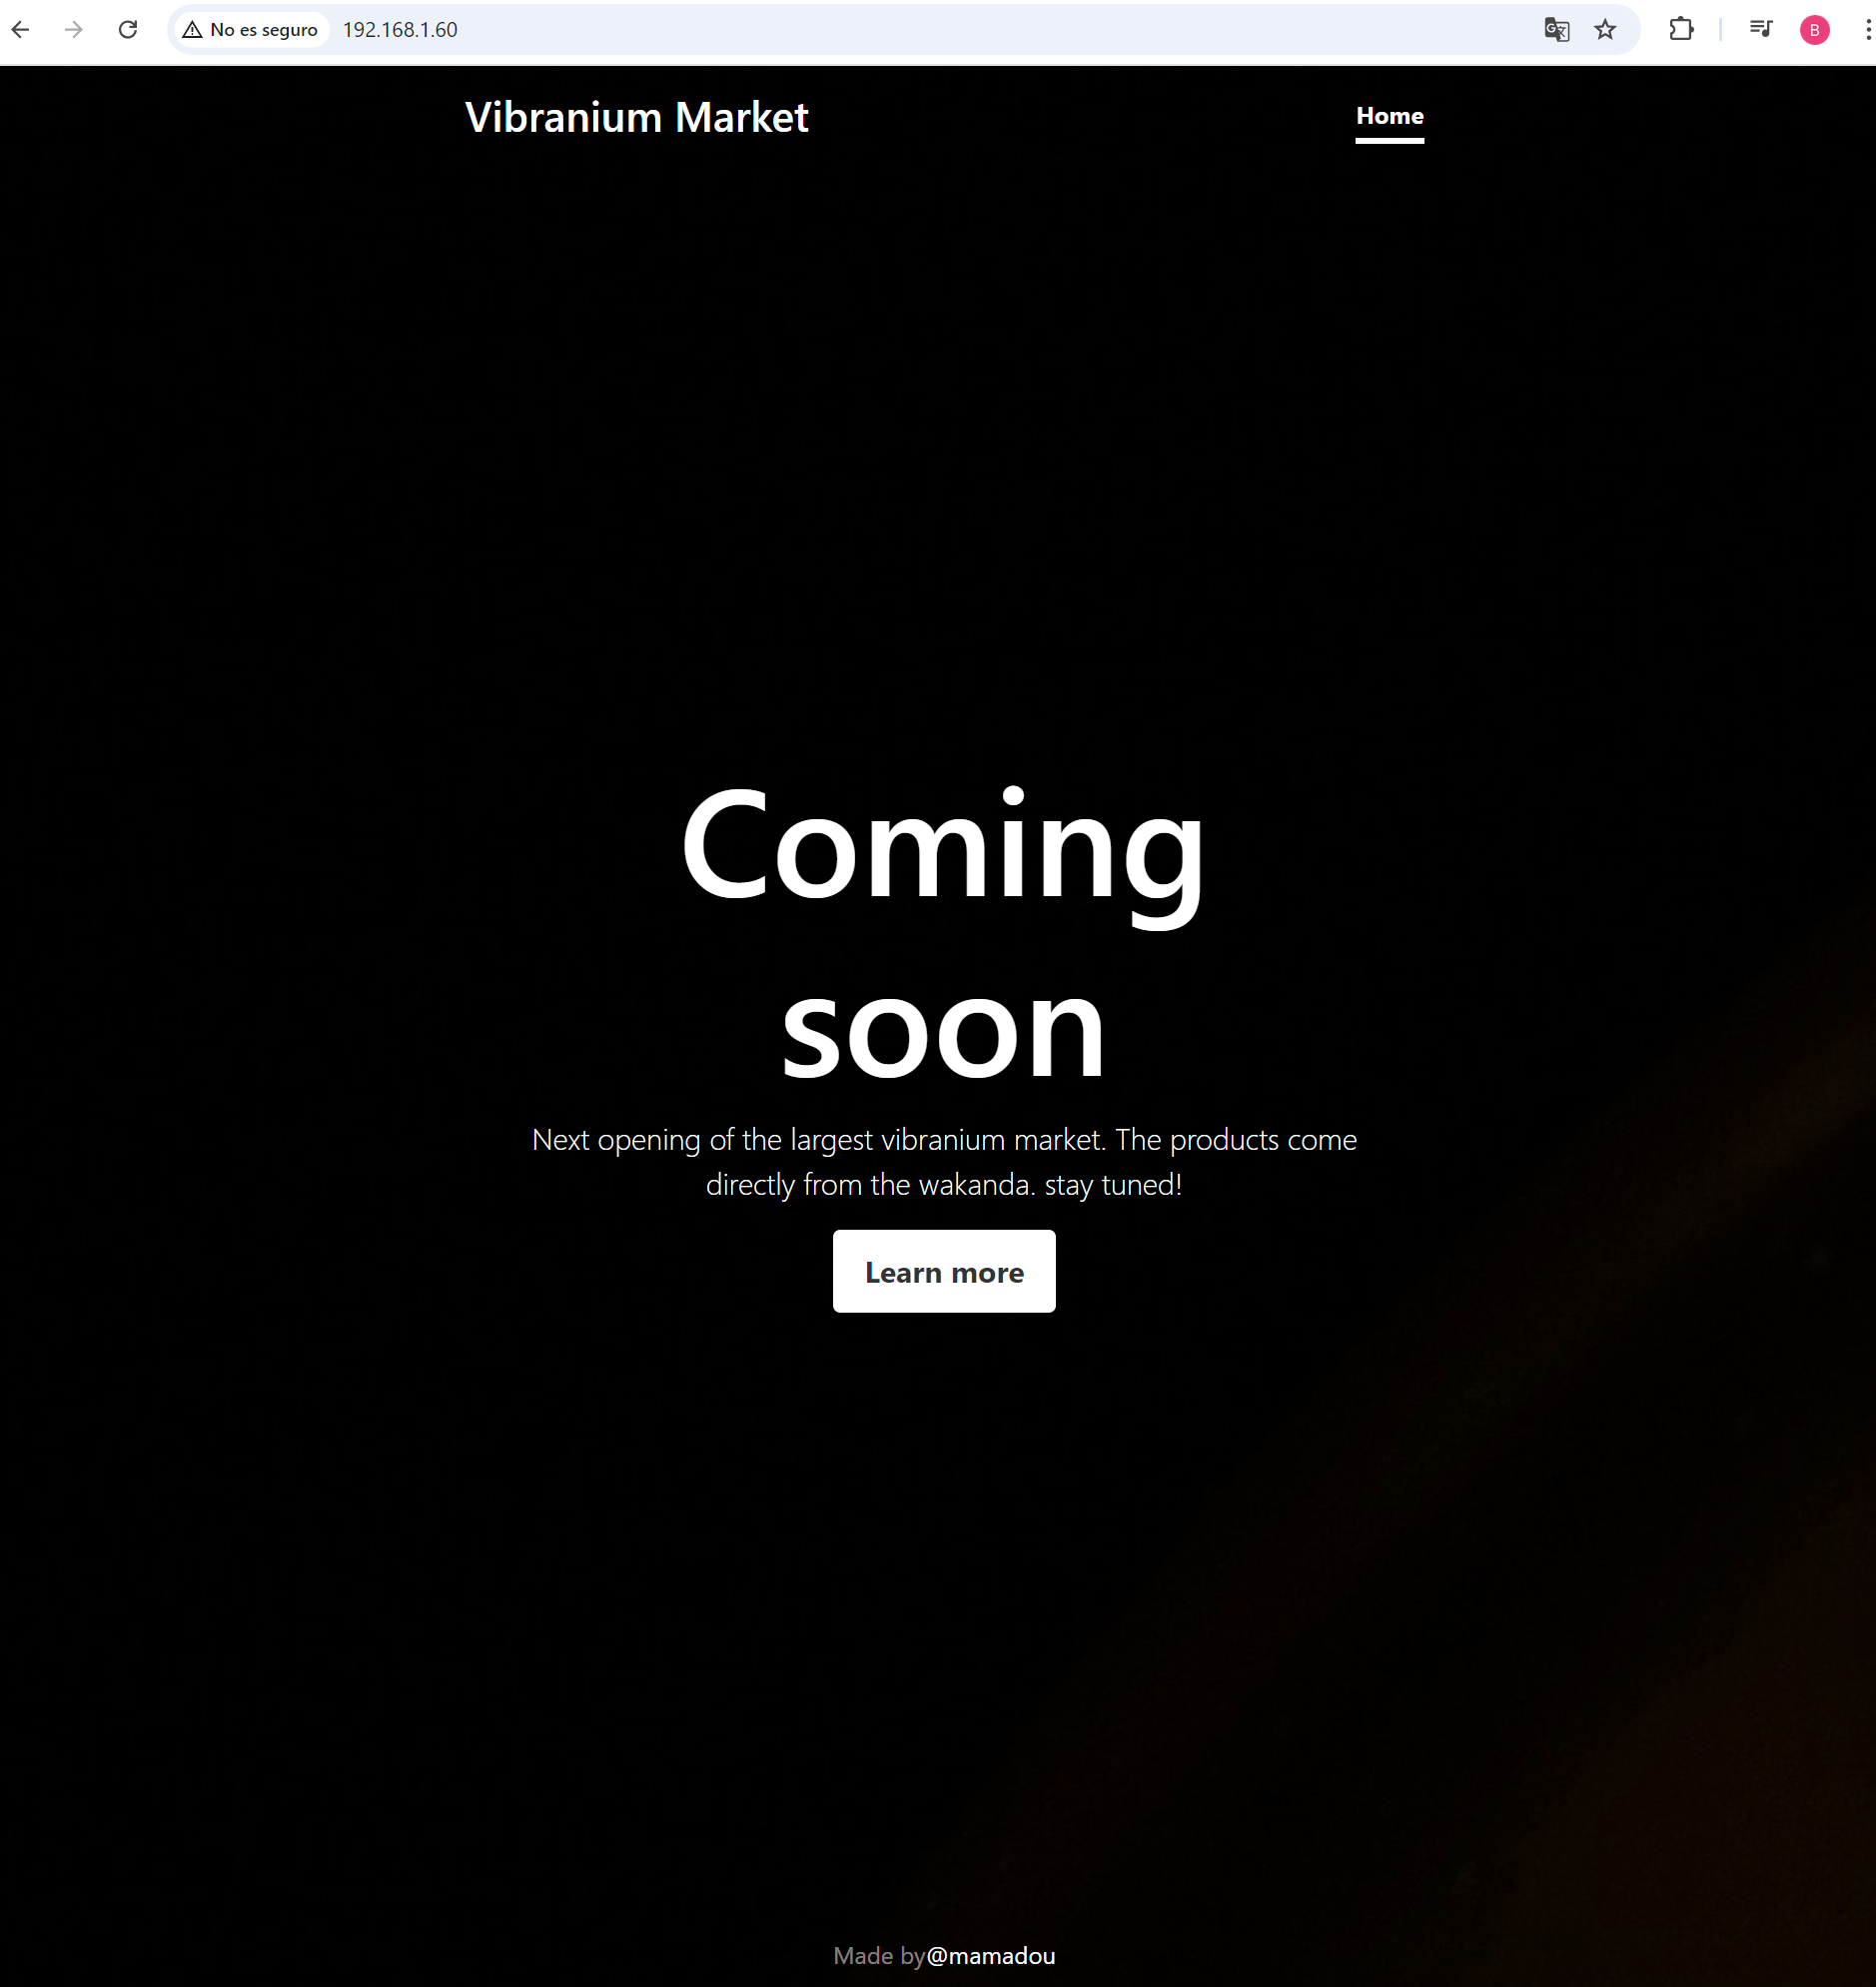 No es seguro 192.168.1.60
B
Vibranium Market Home
Coming
soon
Next opening of the largest vibranium market. The products come
directly from the wakanda. stay tuned!
Learn more
Made by@mamadou